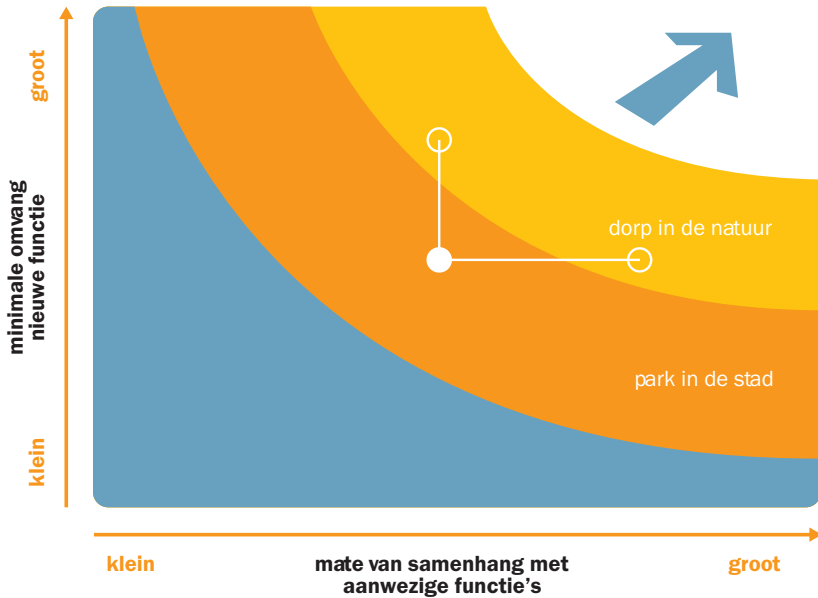 groot
minimale omvang
nieuwe functie
klein
dorp in de natuur
park in de stad
klein
mate van samenhang met
aanwezige functie's
groot